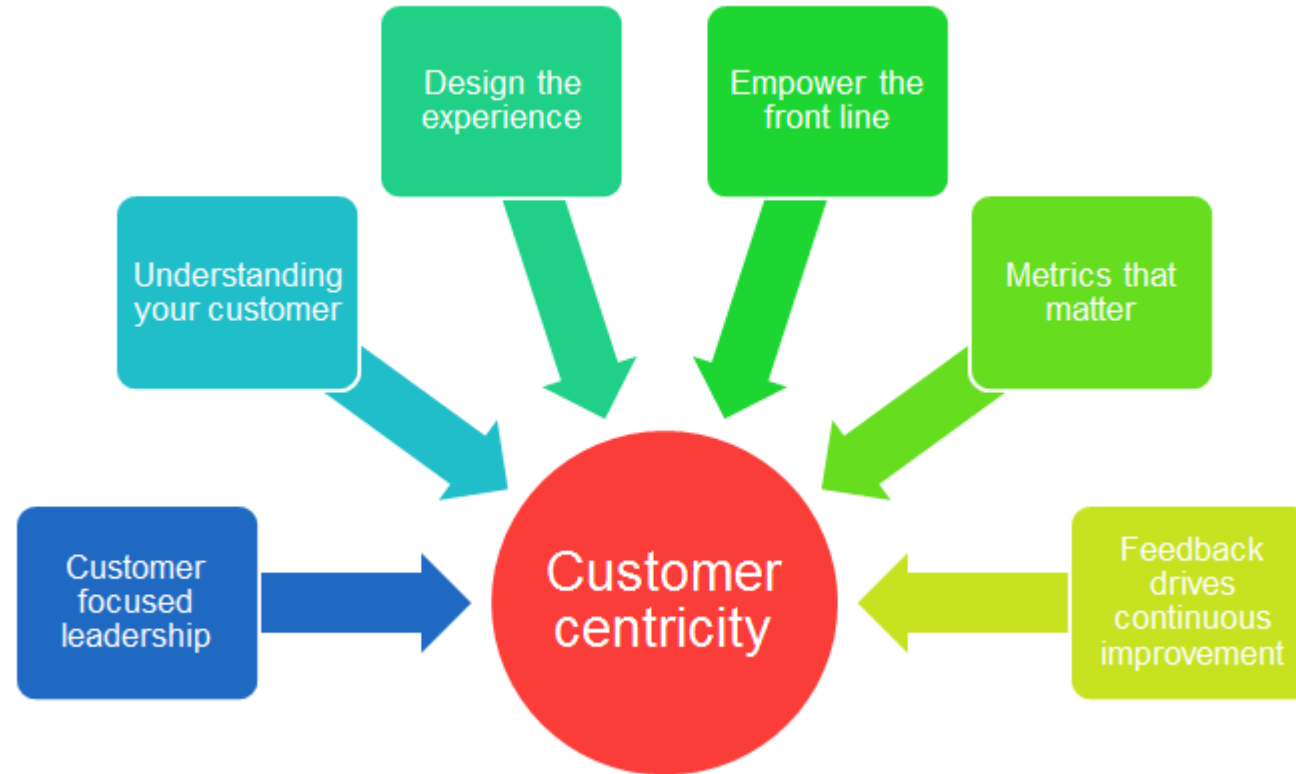 Design the
experience
Empower the
front line
Understanding
your customer
Metrics that
matter
Customer
focused
leadership
Customer
centricity
Feedback
drives
continuous
improvement